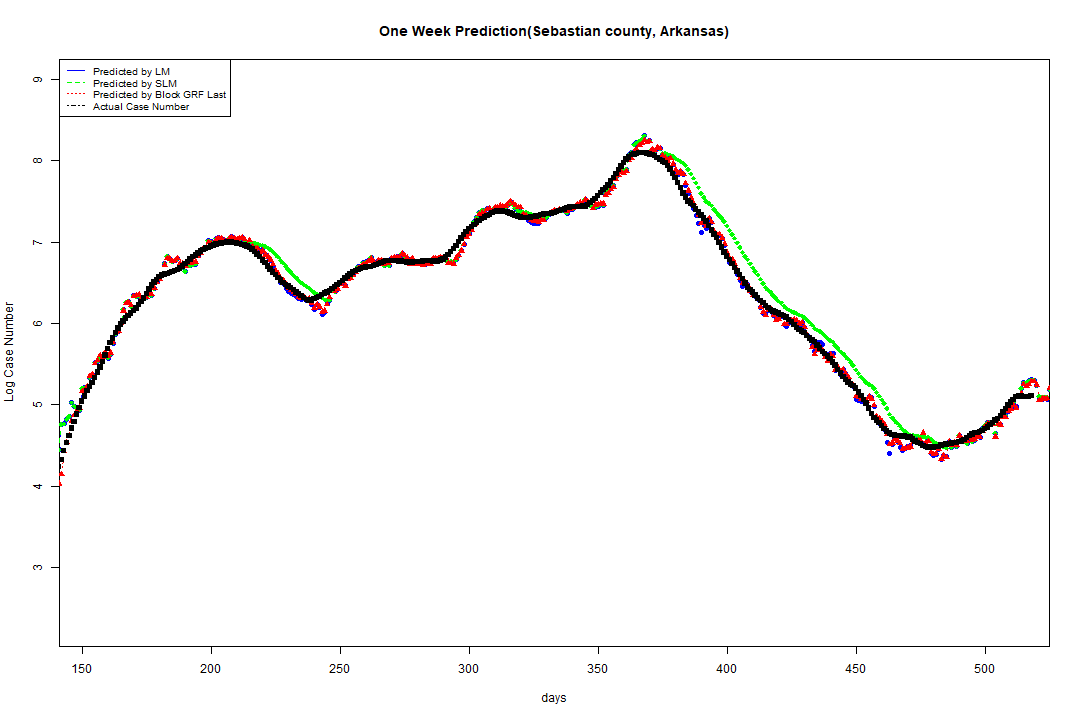 One Week Prediction(Sebastian county, Arkansas)
Predicted by LM
Predicted by SLM
Predicted by Block GRF Last
Actual Case Number
9
8
7
6
5
4
3
Log Case Number
150 200 250 300 350 400 450 500
days